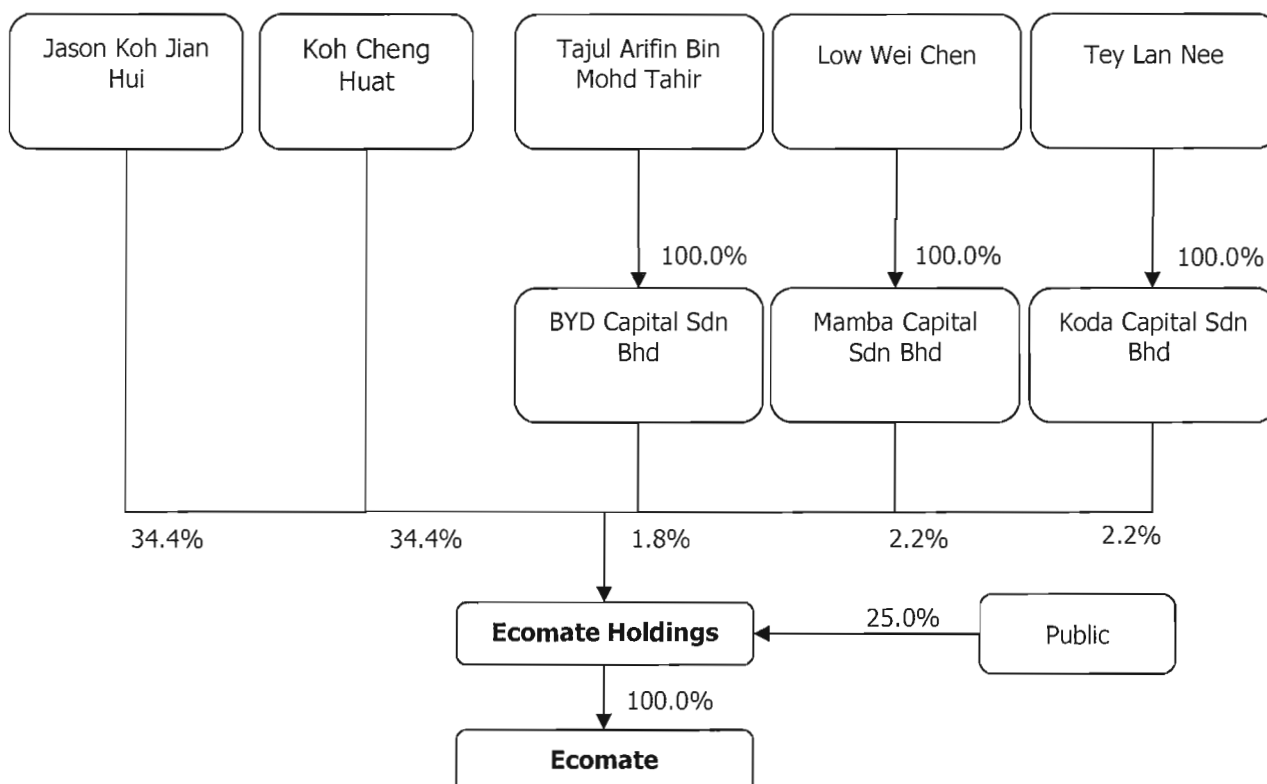 Jason Koh Jian
Hui
Koh Cheng
Huat
Tajul Arifin Bin
Mohd Tahir
Low Wei Chen
Tey Lan Nee
100.0%
100.0%
100.0%
BYD Capital Sdn
Bhd
Mamba Capital
Sdn Bhd
Koda Capital Sdn
Bhd
34.4%
34.4%
1.8%
2.2%
2.2%
Ecomate Holdings
25.0%
Public
100.0%
Ecomate